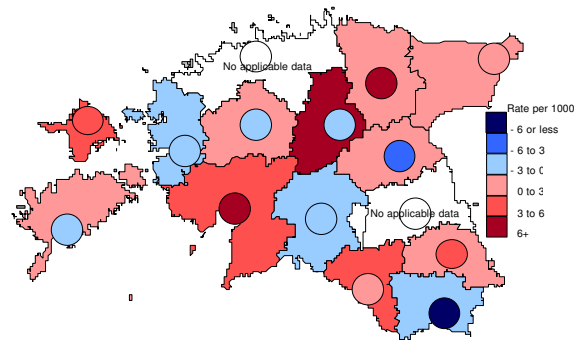 No applicable data
Rate per 1000
- 6 or less
- 6 to 3
- 3 to 0
0 to 3
3 to 6
No applicable data
6+